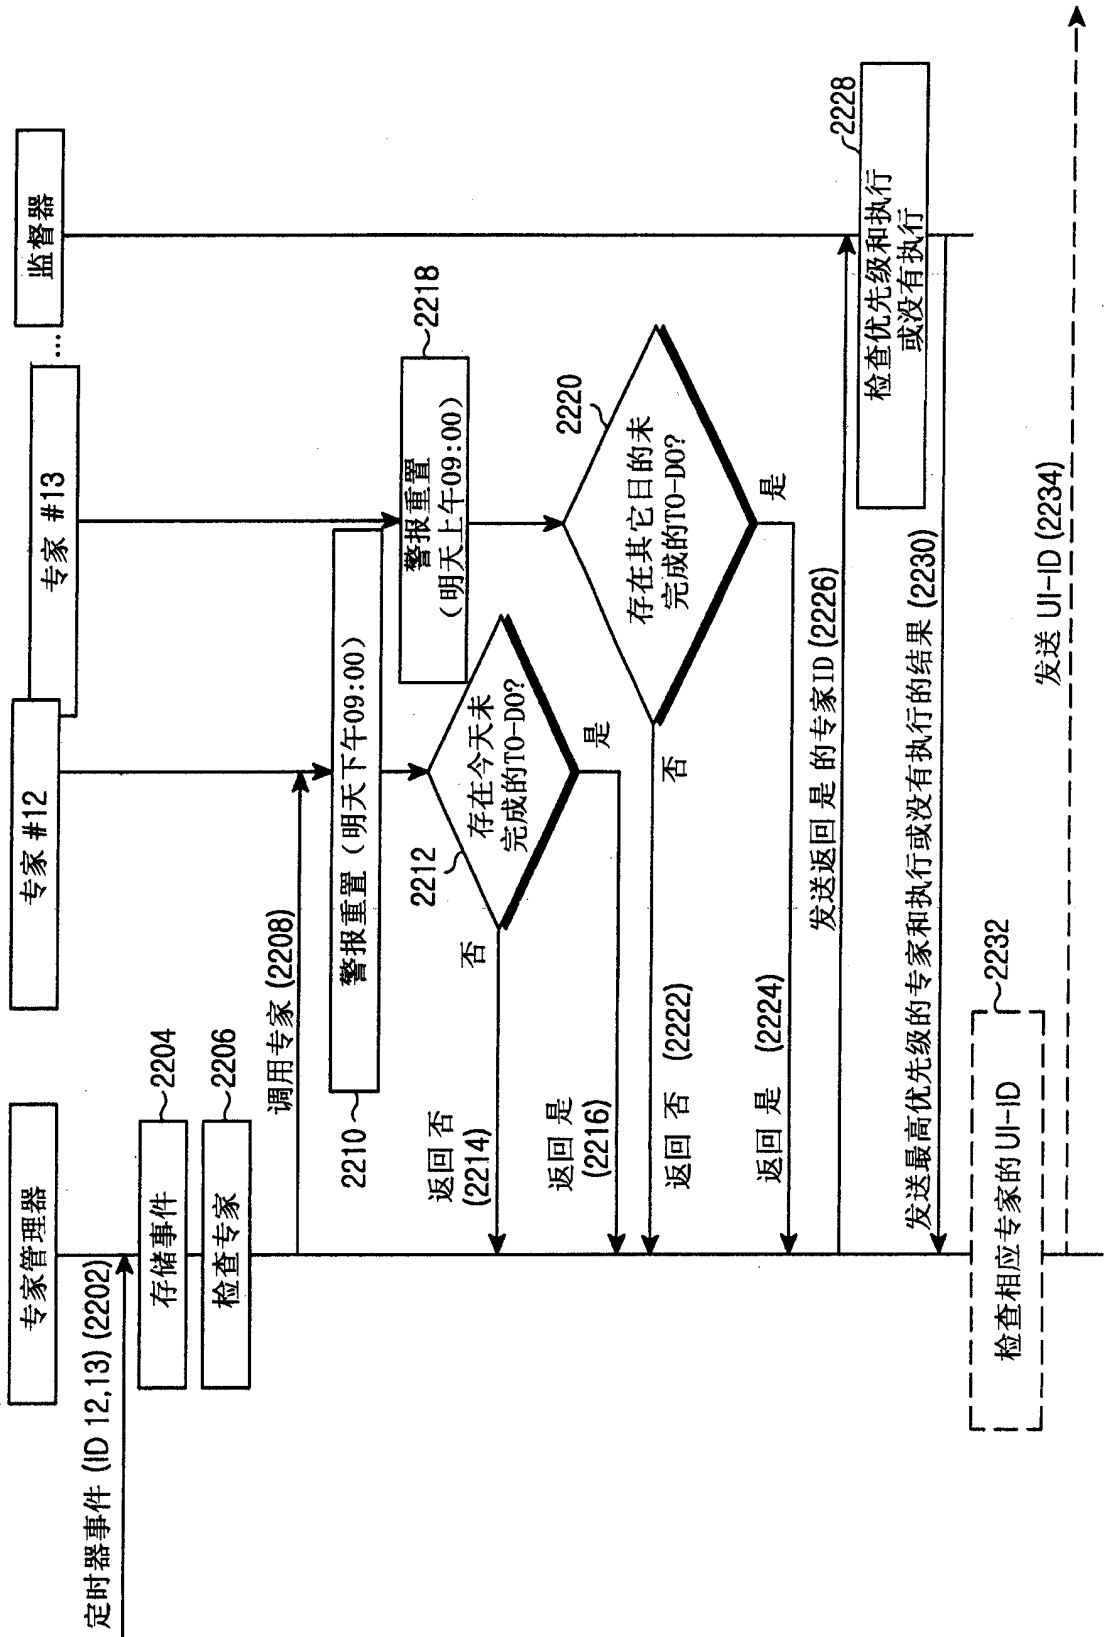 专家管理器
专家 #12
专家 #13
...
监督器
定时器事件 (ID 12,13) (2202)
存储事件
2204
检查专家
2206
调用专家 (2208)
警报重置 (明天下午09:00)
2210
存在今天未
完成的TO-DO?
2212
否
是
返回 否
(2214)
返回 是
(2216)
警报重置
(明天上午09:00)
2218
存在其它日的未
完成的TO-DO?
2220
否
是
返回 否 (2222)
返回 是 (2224)
发送返回 是 的专家ID (2226)
检查优先级和执行
或没有执行
2228
发送最高优先级的专家和执行或没有执行的结果 (2230)
检查相应专家的 UI-ID
2232
发送 UI-ID (2234)